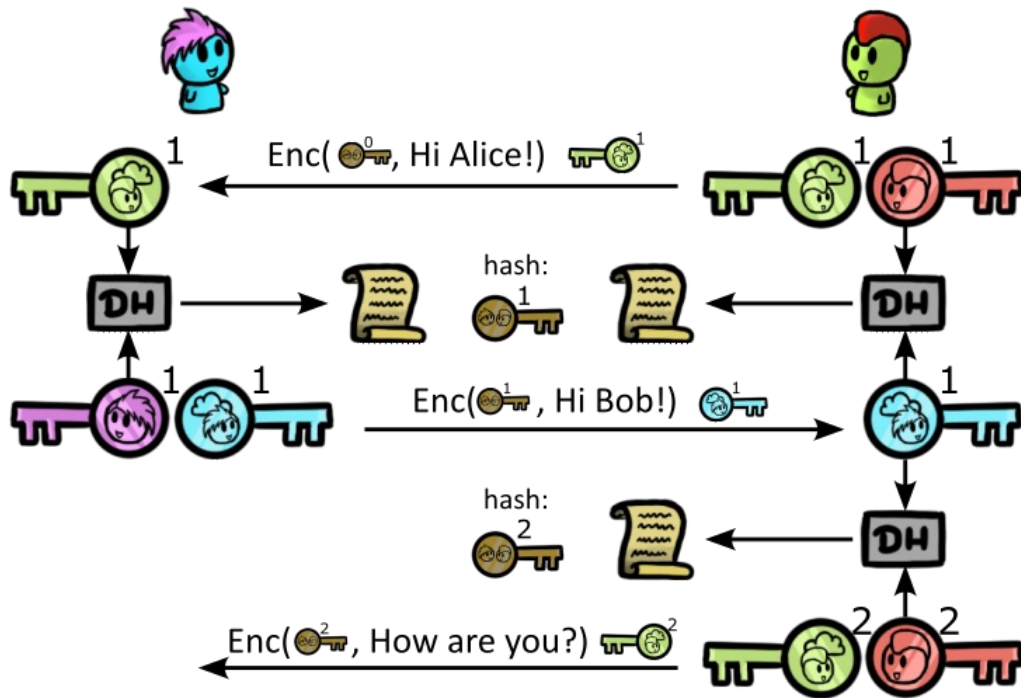 Enc( 0 , Hi Alice!) 1
1
1 1
hash:
1
DH
DH
1 1
Enc( 1 , Hi Bob!) 1
1
hash:
2
DH
Enc( 2 , How are you?) 2
2 2